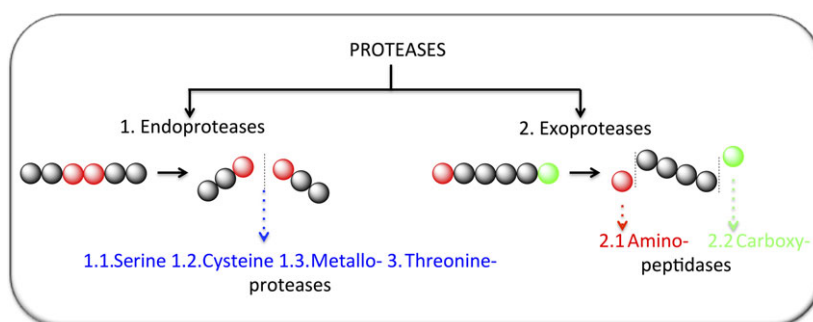 PROTEASES
1. Endoproteases
2. Exoproteases
1.1.Serine 1.2.Cysteine 1.3.Metallo- 3. Threonine-
proteases
2.1 Amino- 2.2 Carboxy-
peptidases